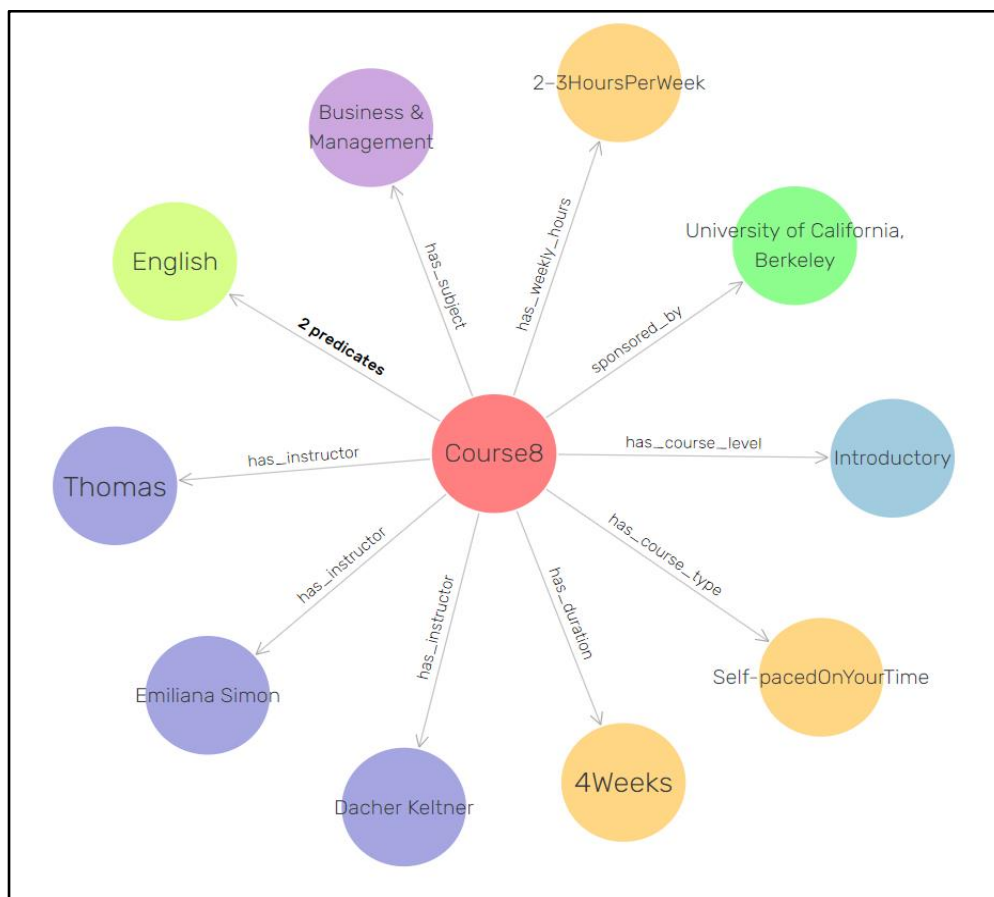 2-3HoursPerWeek
Business &
Management
has_weekly_hours
has_subject
University of California,
Berkeley
English
2 predicates
sponsored_by
Course8
has_course_level
Introductory
has_instructor
Thomas
has_course_type
has_instructor
has_instructor
has_duration
Emiliana Simon
Self-pacedOnYourTime
4Weeks
Dacher Keltner